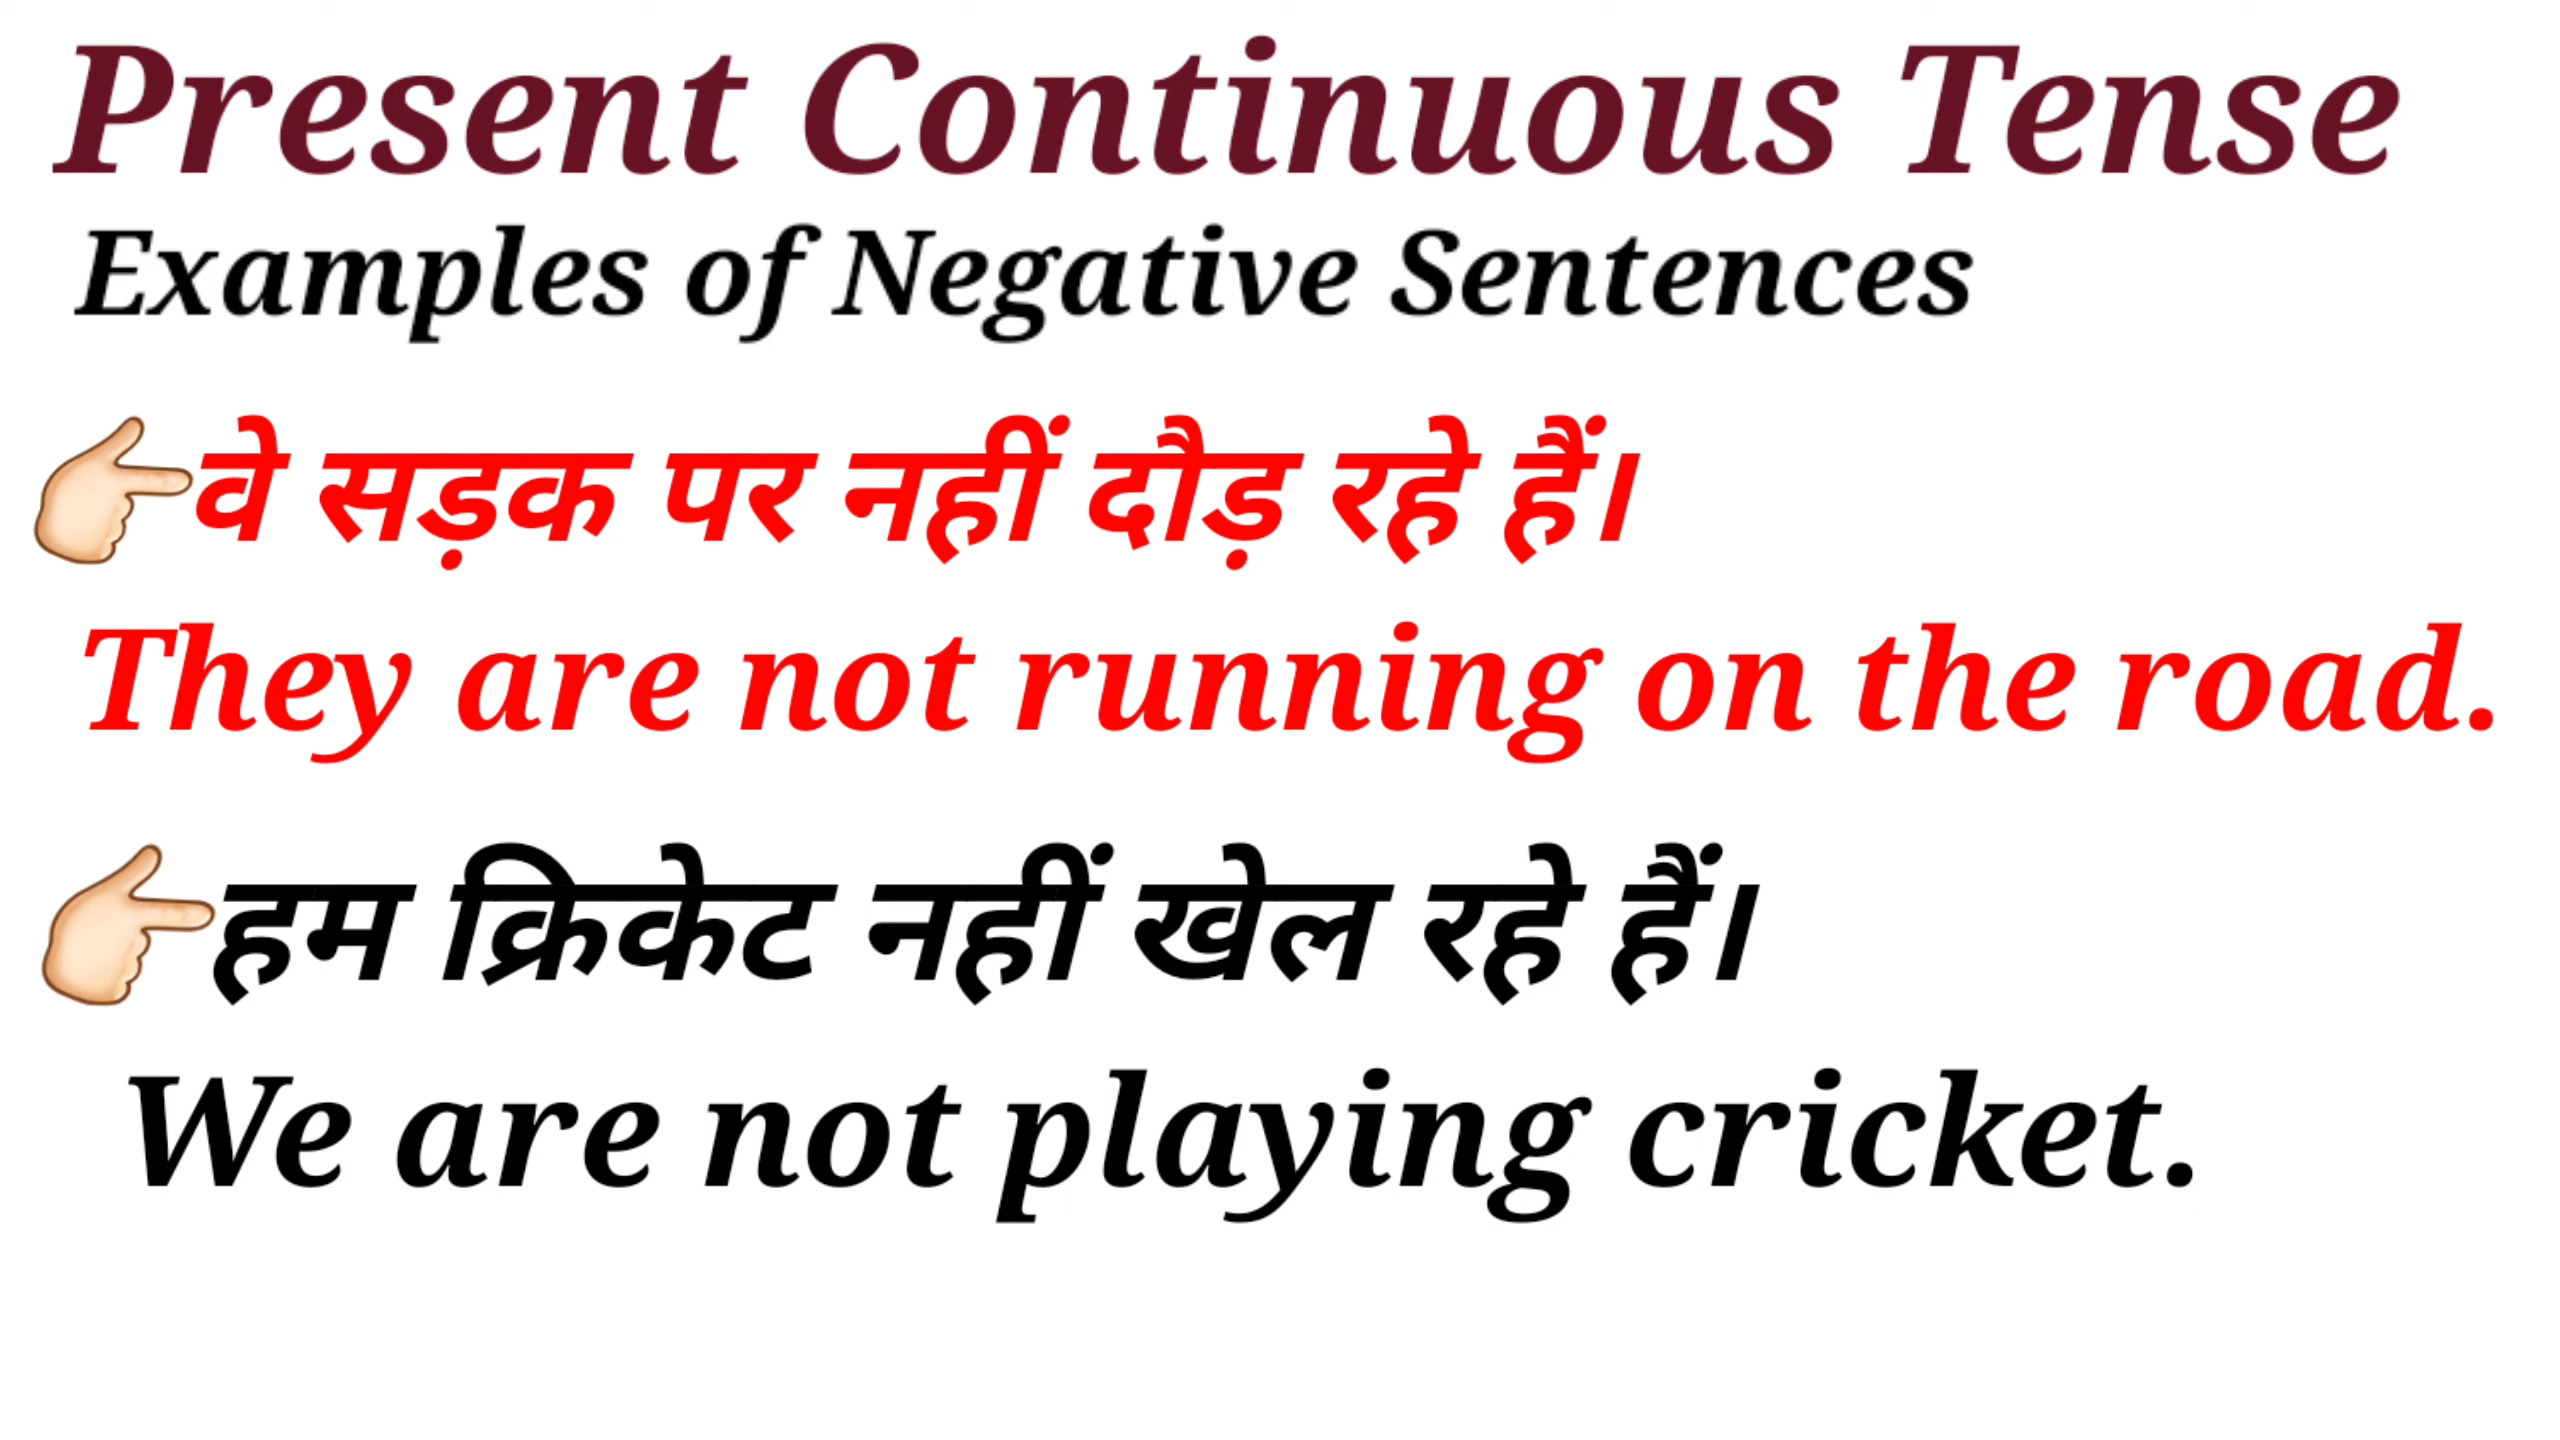 Present Continuous Tense
Examples of Negative Sentences
👉🏻वे सड़क पर नहीं दौड़ रहे हैं।
They are not running on the road.
👉🏻हम क्रिकेट नहीं खेल रहे हैं।
We are not playing cricket.